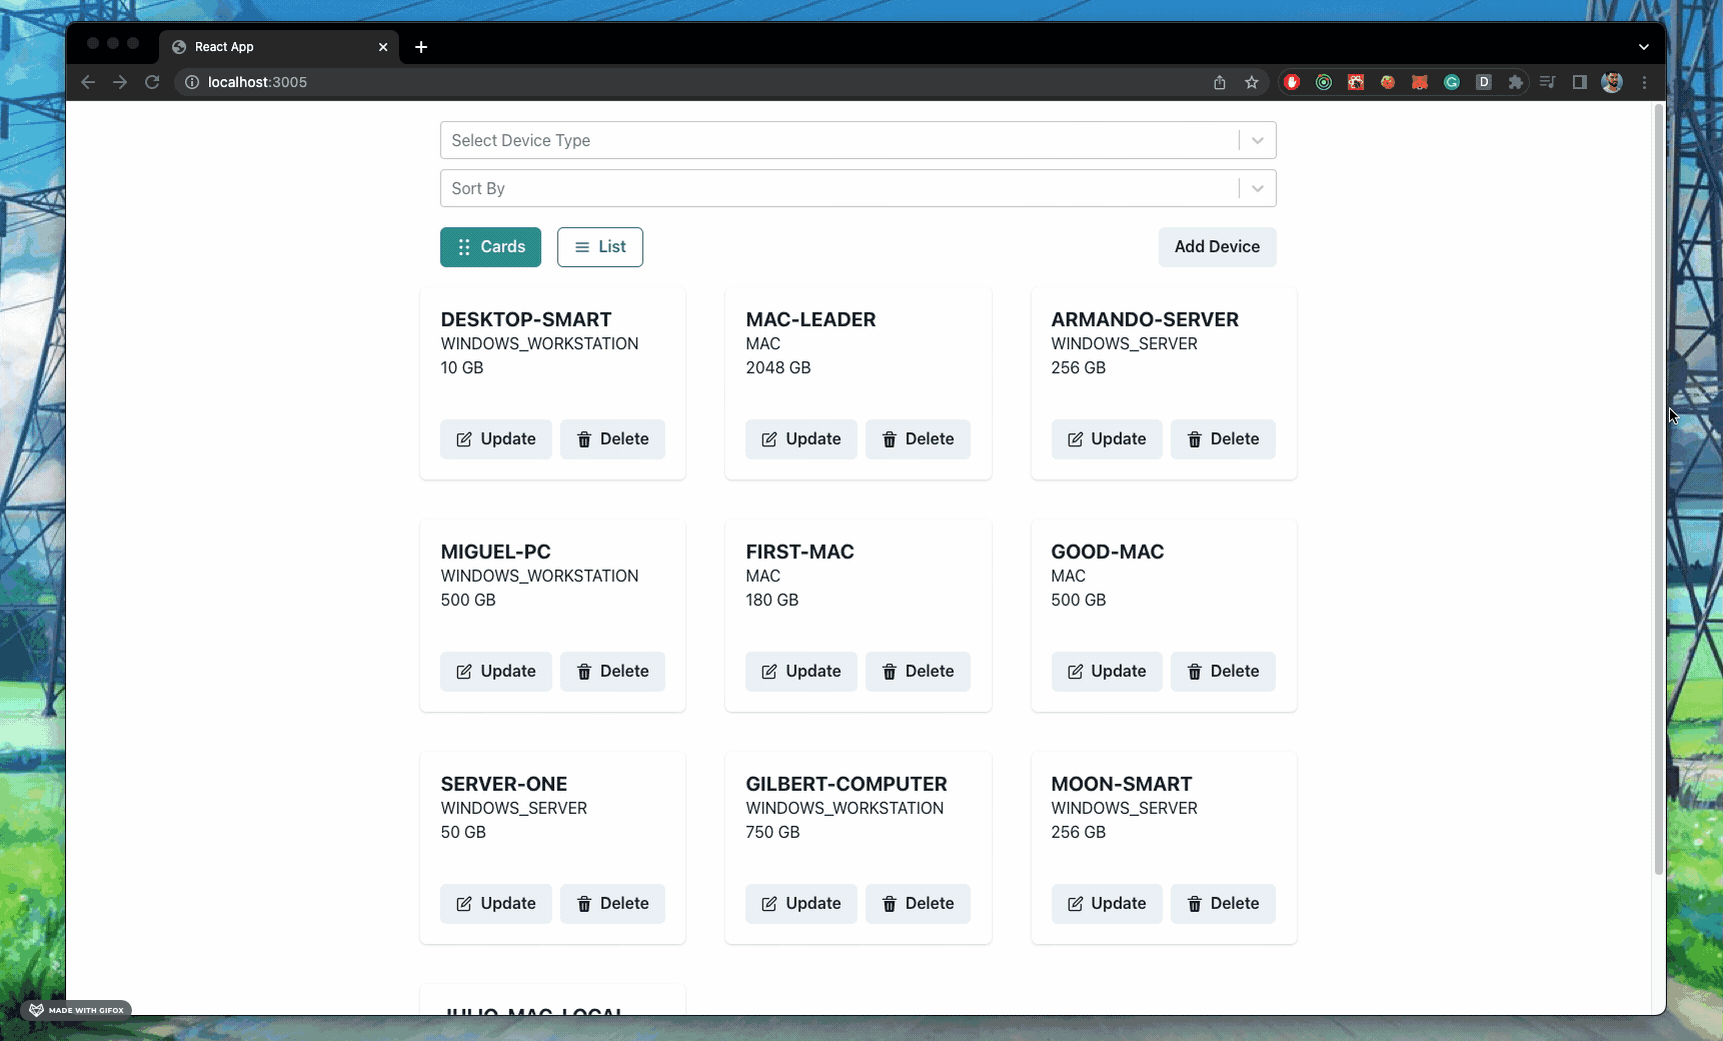 React App
localhost:3005
G
D
Select Device Type
Sort By
Cards List Add Device
DESKTOP-SMART
WINDOWS_WORKSTATION
10 GB
Update Delete
MAC-LEADER
MAC
2048 GB
Update Delete
ARMANDO-SERVER
WINDOWS_SERVER
256 GB
Update Delete
MIGUEL-PC
WINDOWS_WORKSTATION
500 GB
Update Delete
FIRST-MAC
MAC
180 GB
Update Delete
GOOD-MAC
MAC
500 GB
Update Delete
SERVER-ONE
WINDOWS_SERVER
50 GB
Update Delete
GILBERT-COMPUTER
WINDOWS_WORKSTATION
750 GB
Update Delete
MOON-SMART
WINDOWS_SERVER
256 GB
Update Delete
JULIO-MAC-LOCAL
MADE WITH GIFOX